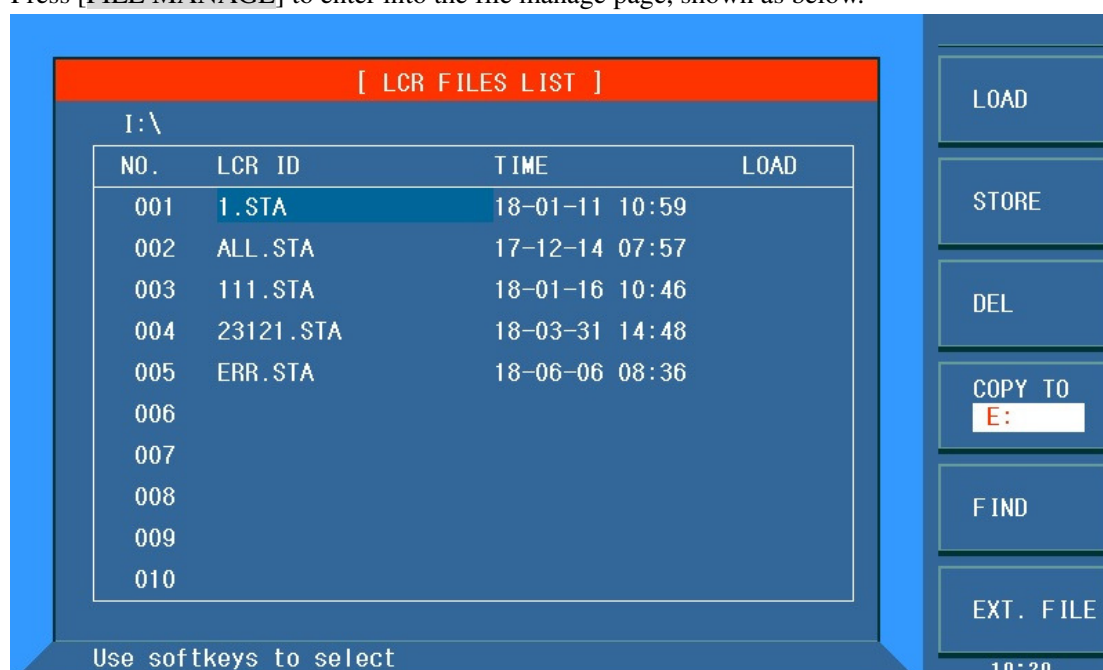 Press [FILE MANAGE] to enter into the file manage page, shown as below.
[ LCR FILES LIST ]
I:\
NO. LCR ID TIME LOAD
001 1.STA 18-01-11 10:59
002 ALL.STA 17-12-14 07:57
003 111.STA 18-01-16 10:46
004 23121.STA 18-03-31 14:48
005 ERR.STA 18-06-06 08:36
006
007
008
009
010
Use softkeys to select
LOAD
STORE
DEL
COPY TO
E:
FIND
EXT. FILE